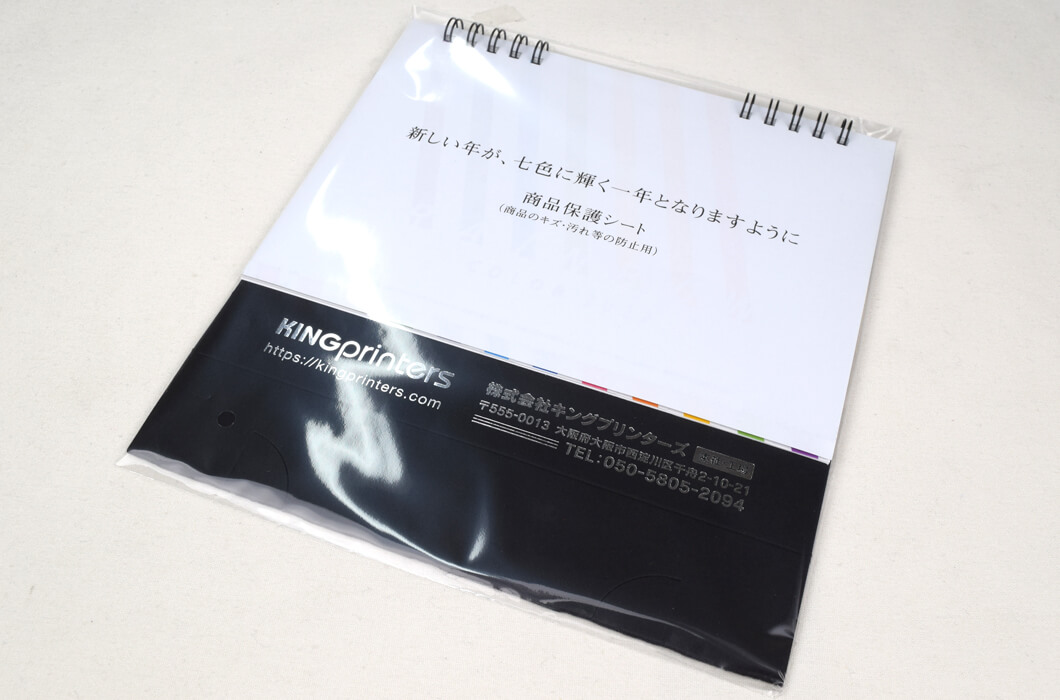 新しい年が、七色に輝く一年となりますように
商品保護シート
(商品のキズ・汚れ等の防止用)
KINGprinters
https://kingprinters.com
株式会社キングプリンターズ
〒555-0013 大阪府大阪市西淀川区千舟2-10-21
TEL:050-5805-2094